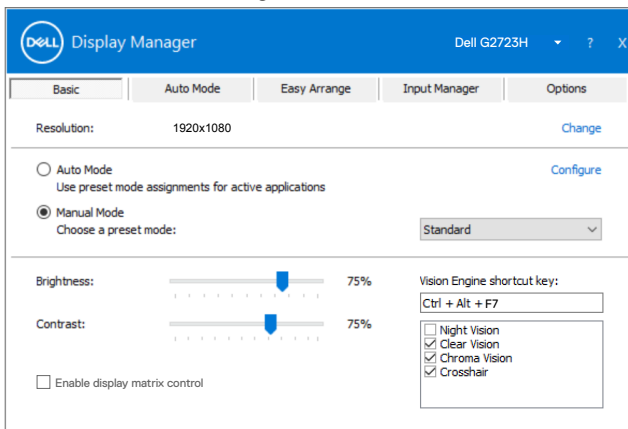 DELL Display Manager Dell G2723H ? X
Basic Auto Mode Easy Arrange Input Manager Options
Resolution: 1920x1080 Change
Auto Mode Configure
Use preset mode assignments for active applications
Manual Mode
Choose a preset mode: Standard
Brightness: 75% Vision Engine shortcut key:
Ctrl + Alt + F7
Contrast: 75%
Night Vision
Clear Vision
Chroma Vision
Crosshair
Enable display matrix control